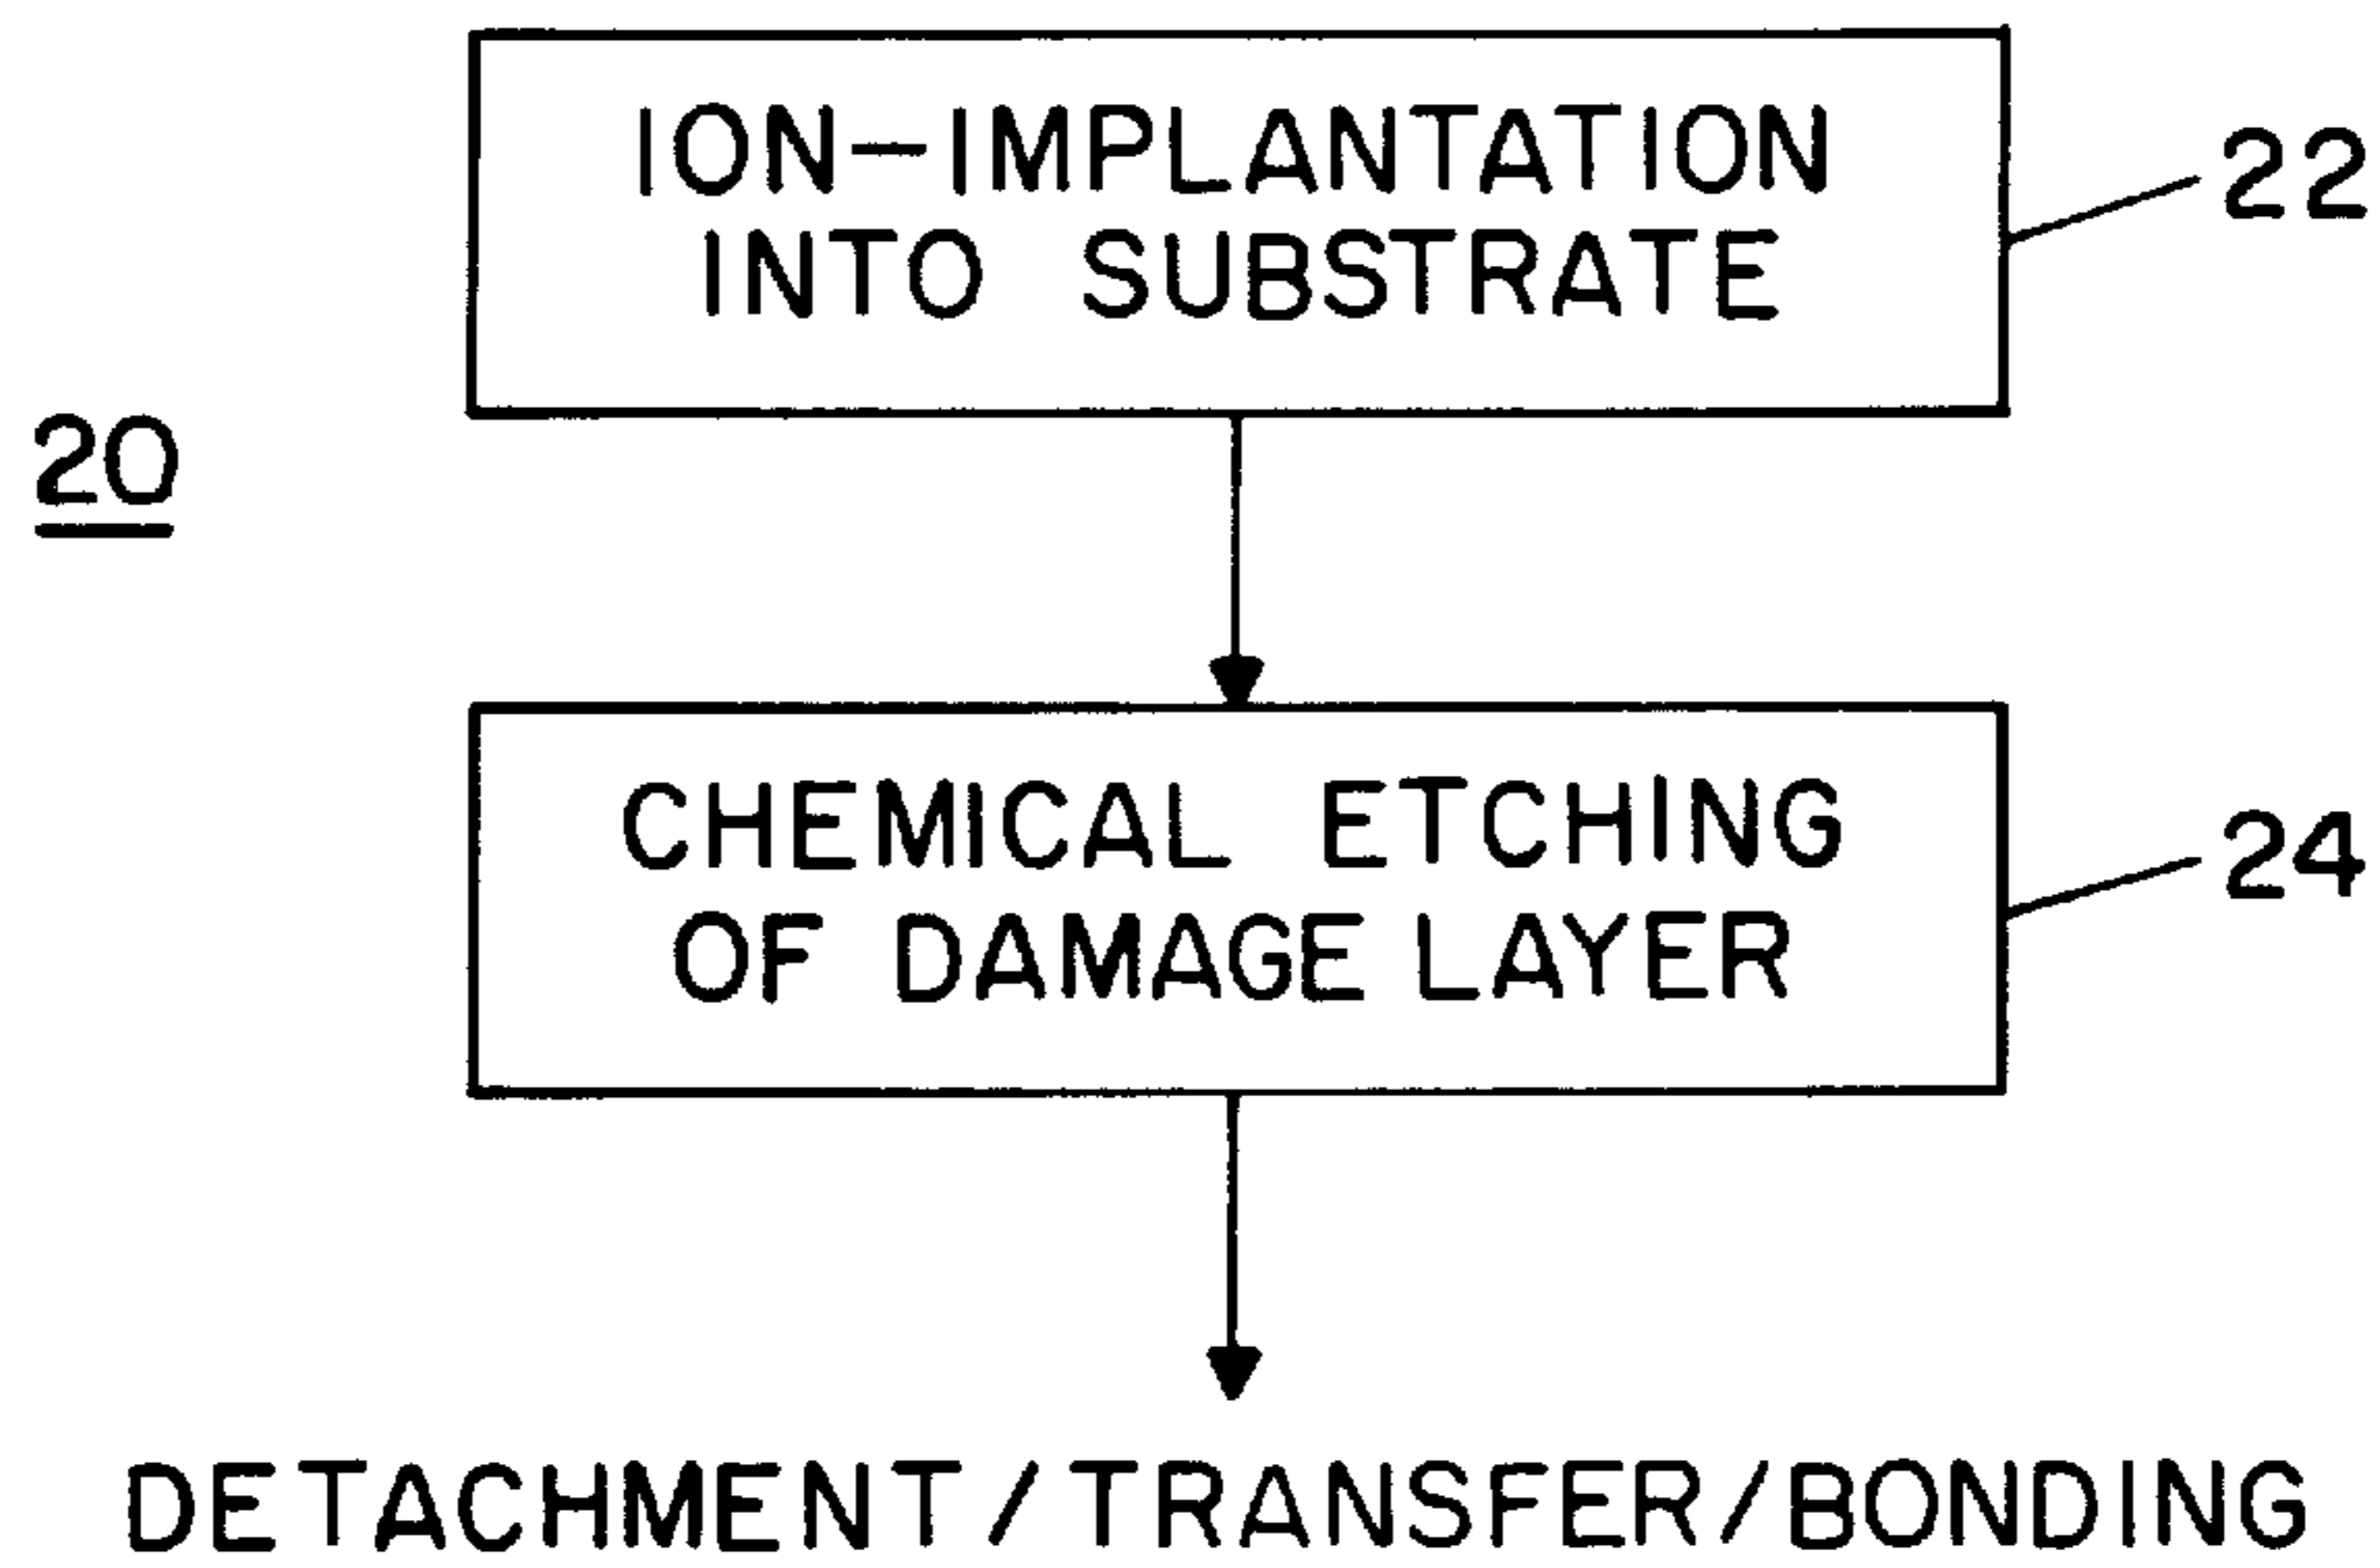 ION-IMPLANTATION
INTO SUBSTRATE
22
20
CHEMICAL ETCHING
OF DAMAGE LAYER
24
DETACHMENT/TRANSFER/BONDING